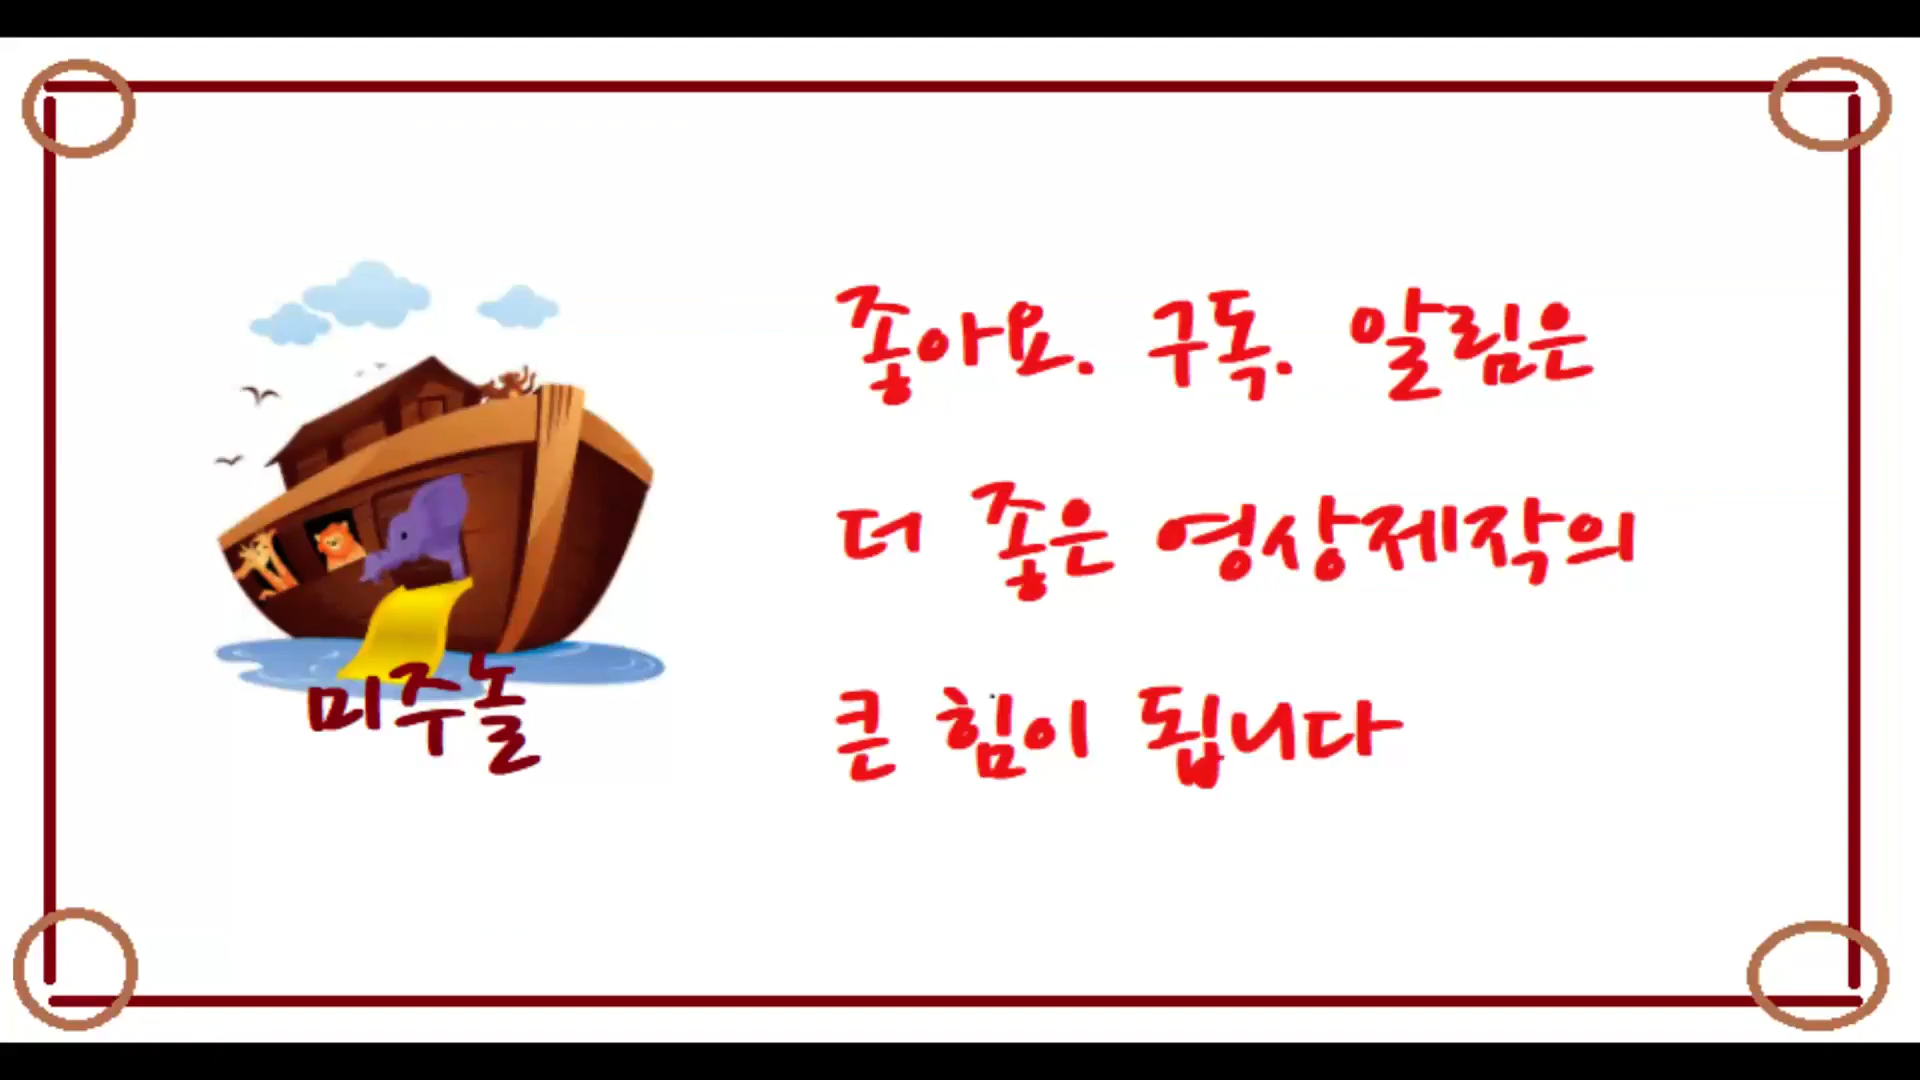 좋아요. 구독. 알림은
더 좋은 영상제작의
큰 힘이 됩니다
미주돌